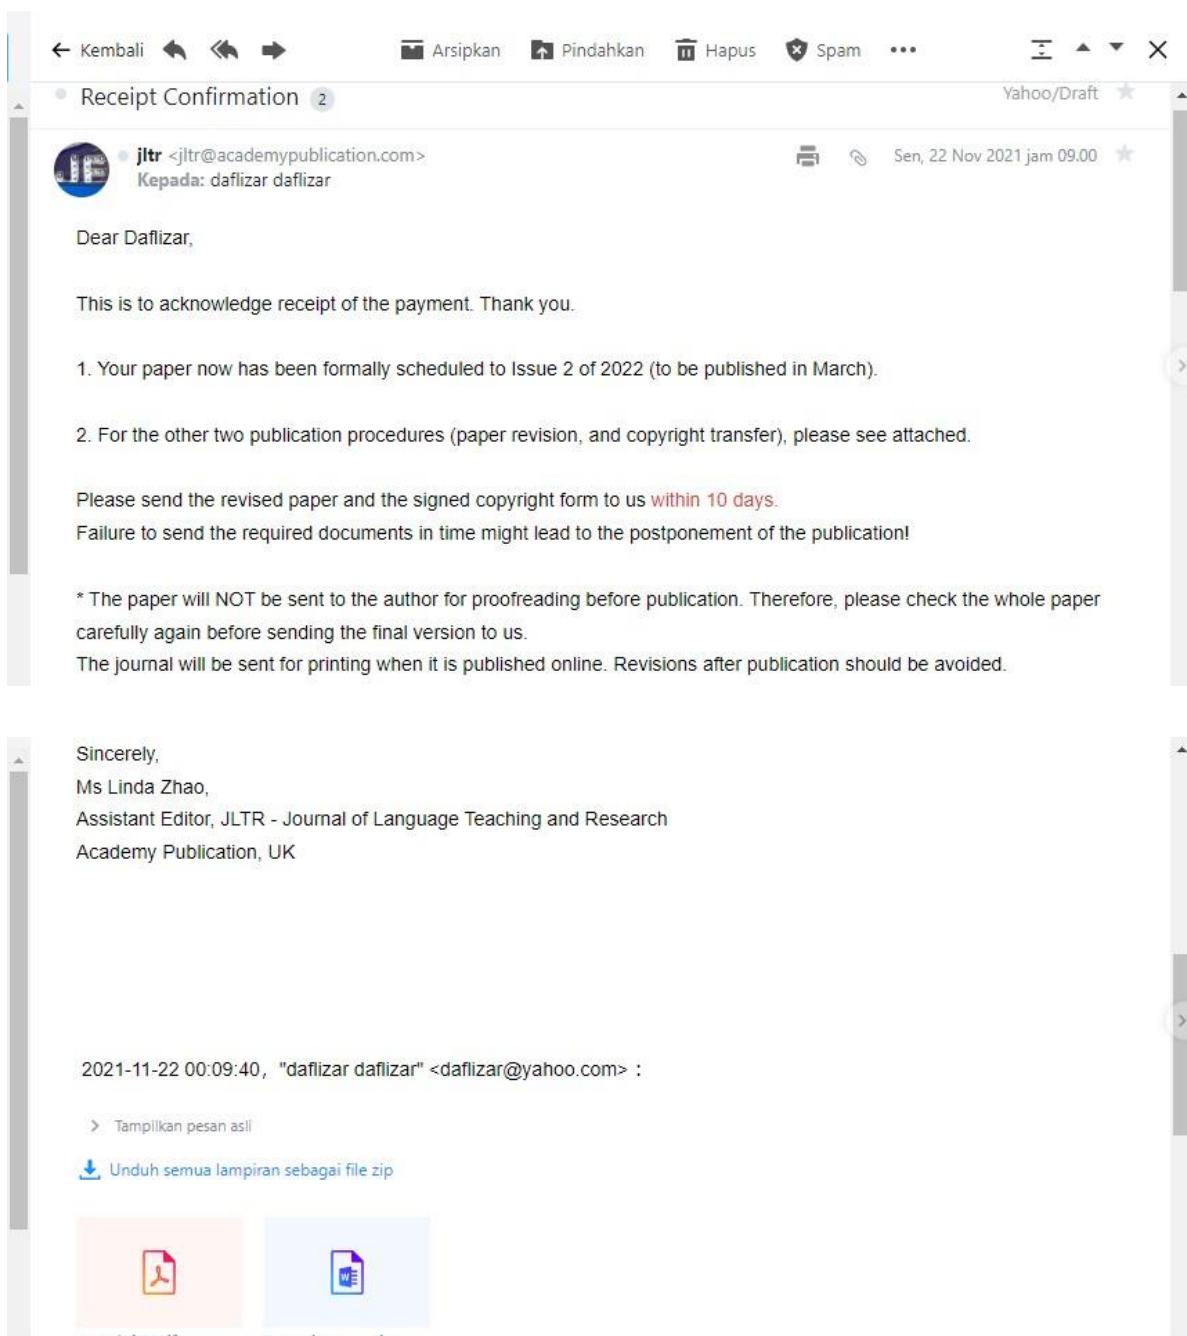 Kembali
Arsipkan Pindahkan Hapus Spam
Receipt Confirmation 2 Yahoo/Draft
jltr <jltr@academypublication.com> Sen, 22 Nov 2021 jam 09.00
Kepada: daflizar daflizar
Dear Daflizar,
This is to acknowledge receipt of the payment. Thank you.
1. Your paper now has been formally scheduled to Issue 2 of 2022 (to be published in March).
2. For the other two publication procedures (paper revision, and copyright transfer), please see attached.
Please send the revised paper and the signed copyright form to us within 10 days.
Failure to send the required documents in time might lead to the postponement of the publication!
* The paper will NOT be sent to the author for proofreading before publication. Therefore, please check the whole paper
carefully again before sending the final version to us.
The journal will be sent for printing when it is published online. Revisions after publication should be avoided.
Sincerely,
Ms Linda Zhao,
Assistant Editor, JLTR - Journal of Language Teaching and Research
Academy Publication, UK
2021-11-22 00:09:40, "daflizar daflizar" <daflizar@yahoo.com> :
Tampilkan pesan asli
Unduh semua lampiran sebagai file zip